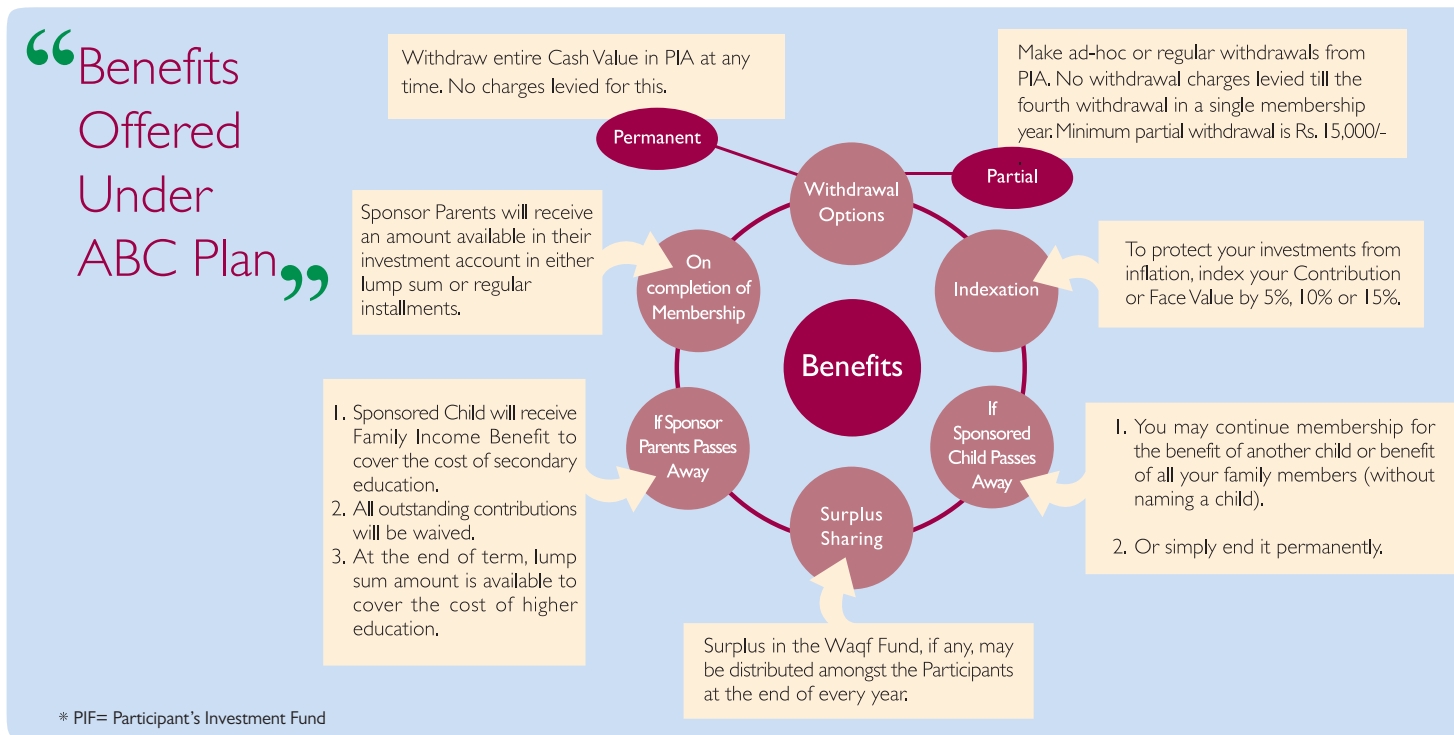 “Benefits
Offered
Under
ABC Plan”
Withdraw entire Cash Value in PIA at any
time. No charges levied for this.
Make ad-hoc or regular withdrawals from
PIA. No withdrawal charges levied till the
fourth withdrawal in a single membership
year. Minimum partial withdrawal is Rs. 15,000/-
Permanent
Partial
Withdrawal
Options
Sponsor Parents will receive
an amount available in their
investment account in either
lump sum or regular
installments.
On
completion of
Membership
Indexation
To protect your investments from
inflation, index your Contribution
or Face Value by 5%, 10% or 15%.
Benefits
1. Sponsored Child will receive
Family Income Benefit to
cover the cost of secondary
education.
2. All outstanding contributions
will be waived.
3. At the end of term, lump
sum amount is available to
cover the cost of higher
education.
If Sponsor
Parents Passes
Away
If
Sponsored
Child Passes
Away
1. You may continue membership for
the benefit of another child or benefit
of all your family members (without
naming a child).
2. Or simply end it permanently.
Surplus
Sharing
Surplus in the Waqf Fund, if any, may
be distributed amongst the Participants
at the end of every year.
* PIF= Participant's Investment Fund